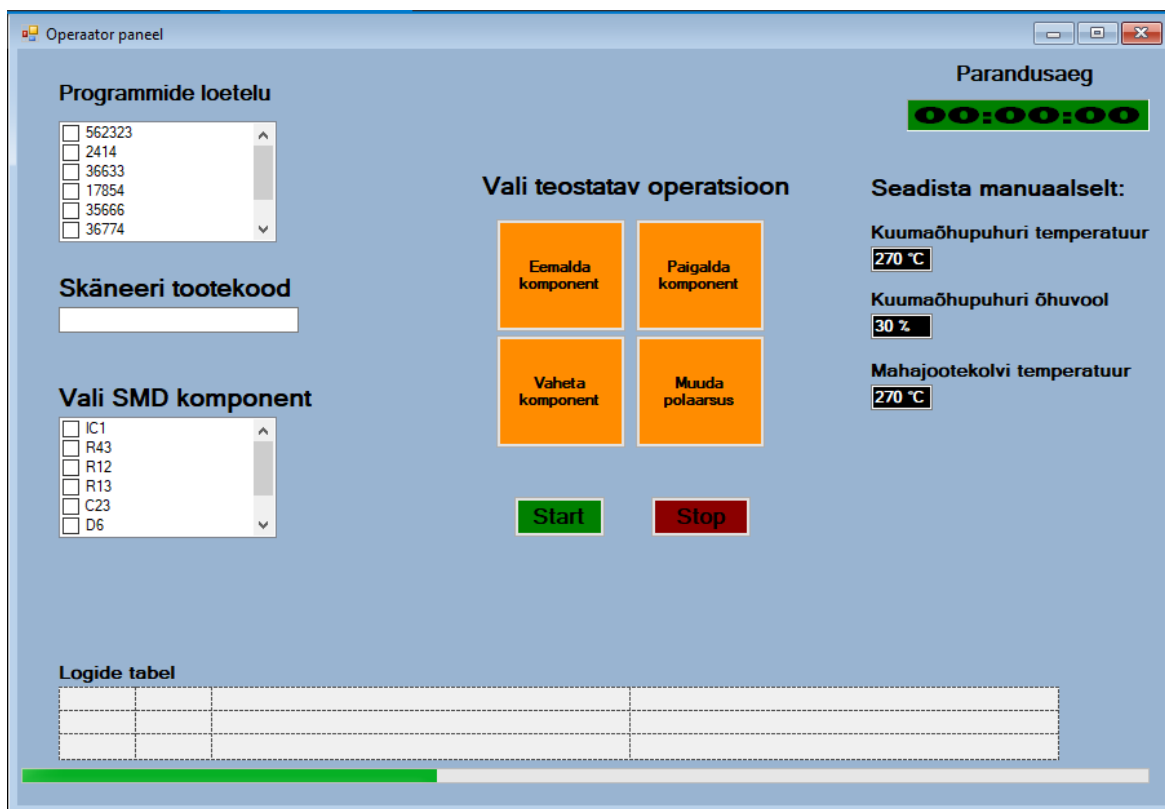 Operaator paneel
Parandusaeg
00:00:00
Programmide loetelu
562323
2414
36633
17854
35666
36774
Skäneeri tootekood
Vali SMD komponent
IC1
R43
R12
R13
C23
D6
Vali teostatav operatsioon
Eemalda
komponent
Paigalda
komponent
Vaheta
komponent
Muuda
polaarsus
Start
Stop
Seadista manuaalselt:
Kuumaõhupuhuri temperatuur
270 °C
Kuumaõhupuhuri õhuvool
30 %
Mahajootekolvi temperatuur
270 °C
Logide tabel